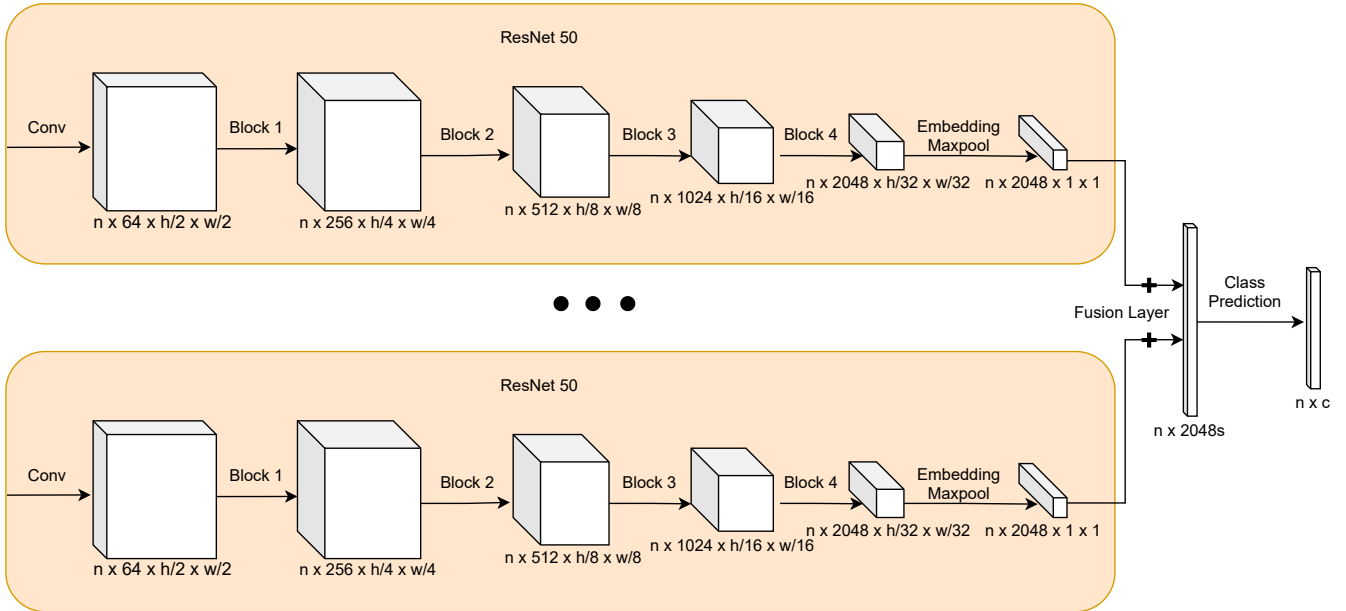 ResNet 50
Conv
Block 1
Block 2
Block 3
Block 4
Embedding
Maxpool
n x 64 x h/2 x w/2
n x 256 x h/4 x w/4
n x 512 x h/8 x w/8
n x 1024 x h/16 x w/16
n x 2048 x h/32 x w/32
n x 2048 x 1 x 1
Fusion Layer
Class
Prediction
n x 2048s
n x c
ResNet 50
Conv
Block 1
Block 2
Block 3
Block 4
Embedding
Maxpool
n x 64 x h/2 x w/2
n x 256 x h/4 x w/4
n x 512 x h/8 x w/8
n x 1024 x h/16 x w/16
n x 2048 x h/32 x w/32
n x 2048 x 1 x 1